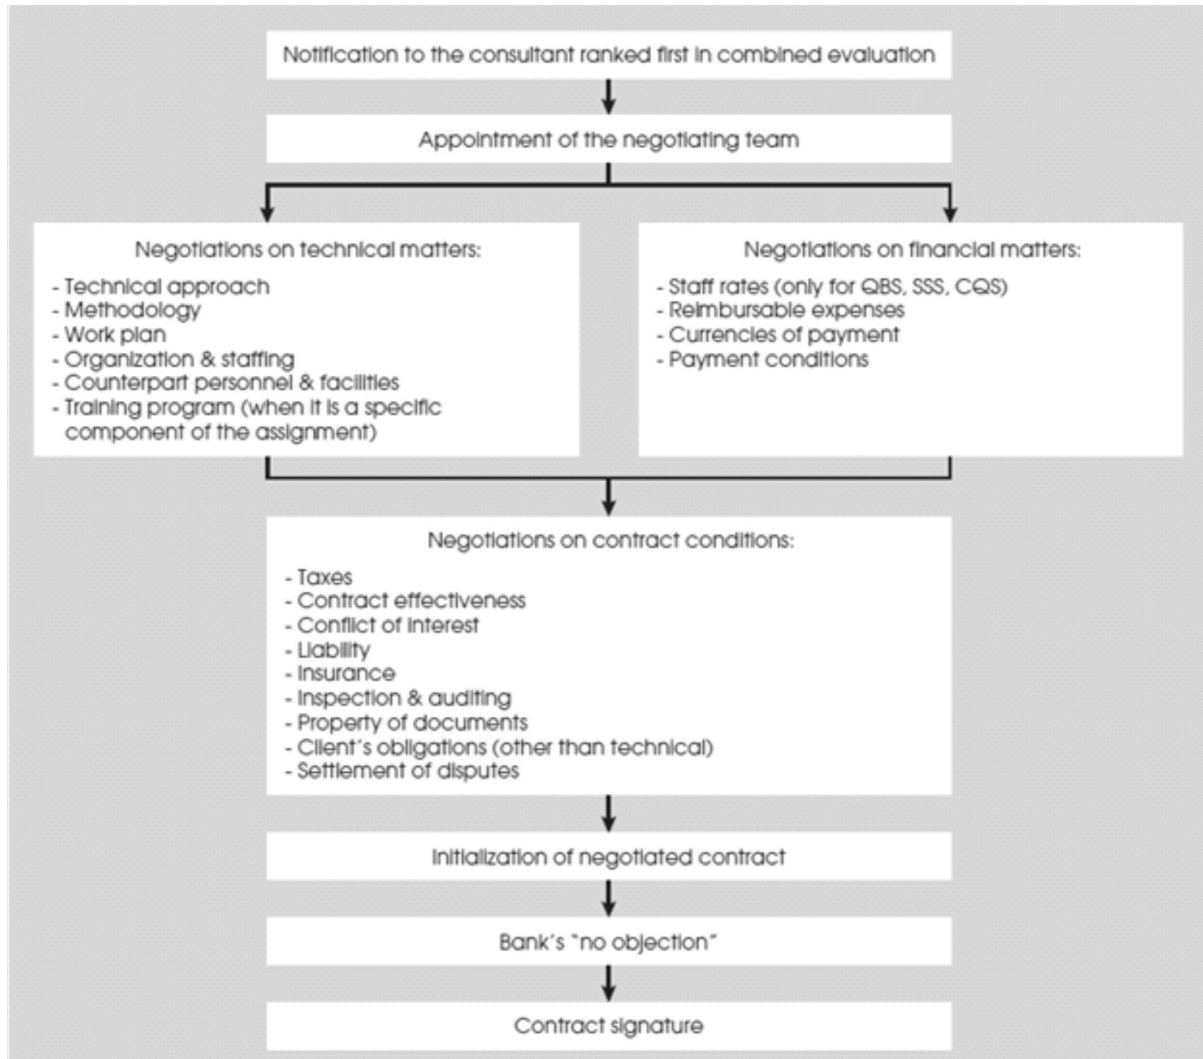 Notification to the consultant ranked first in combined evaluation
Appointment of the negotiating team
Negotiations on technical matters:
- Technical approach
- Methodology
- Work plan
- Organization & staffing
- Counterpart personnel & facilities
- Training program (when it is a specific
component of the assignment)
Negotiations on financial matters:
- Staff rates (only for QBS, SSS, CQS)
- Reimbursable expenses
- Currencies of payment
- Payment conditions
Negotiations on contract conditions:
- Taxes
- Contract effectiveness
- Conflict of interest
- Liability
- Insurance
- Inspection & auditing
- Property of documents
- Client's obligations (other than technical)
- Settlement of disputes
Initialization of negotiated contract
Bank's "no objection"
Contract signature